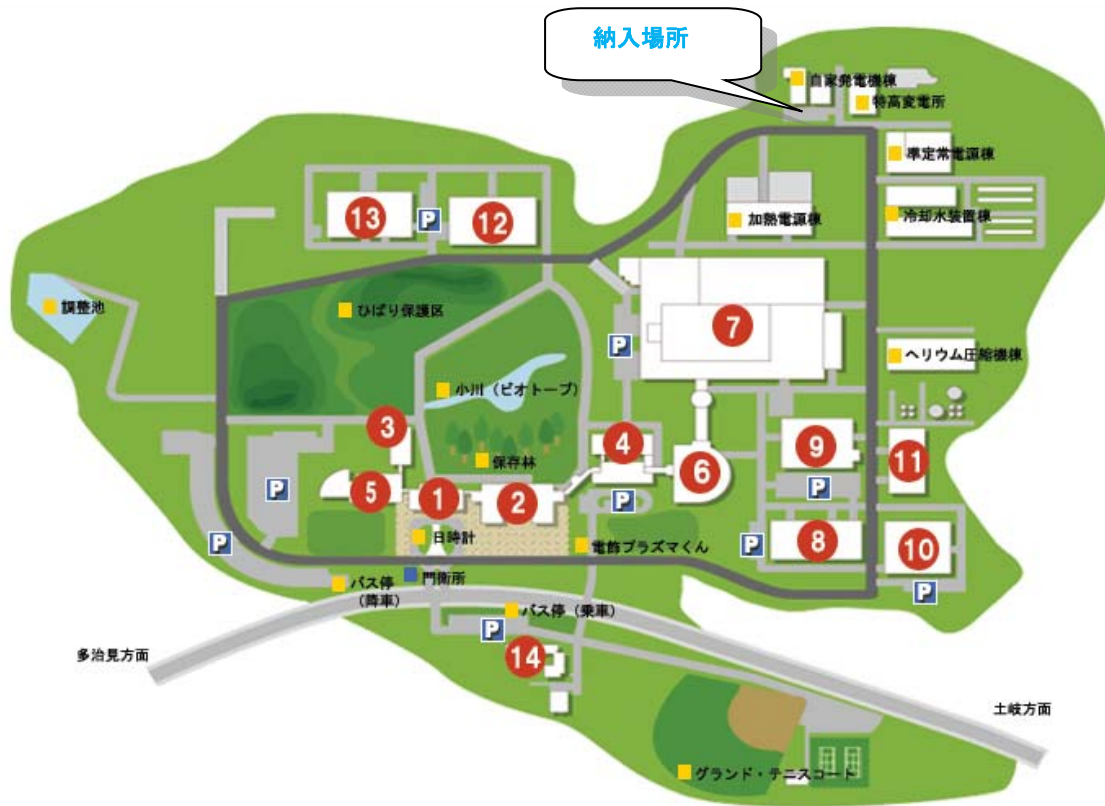 納入場所
自家発電機棟
特高変電所
準定常電源棟
13
P
12
加熱電源棟
冷却水装置棟
調整池
ひばり保護区
7
P
ヘリウム圧縮機棟
小川（ビオトープ）
3
4
9
11
保存林
6
5
1
2
P
P
P
日時計
電飾プラズマくん
P
8
10
P
門衛所
バス停
（降車）
P
バス停（乗車）
P
多治見方面
14
土岐方面
グランド・テニスコート